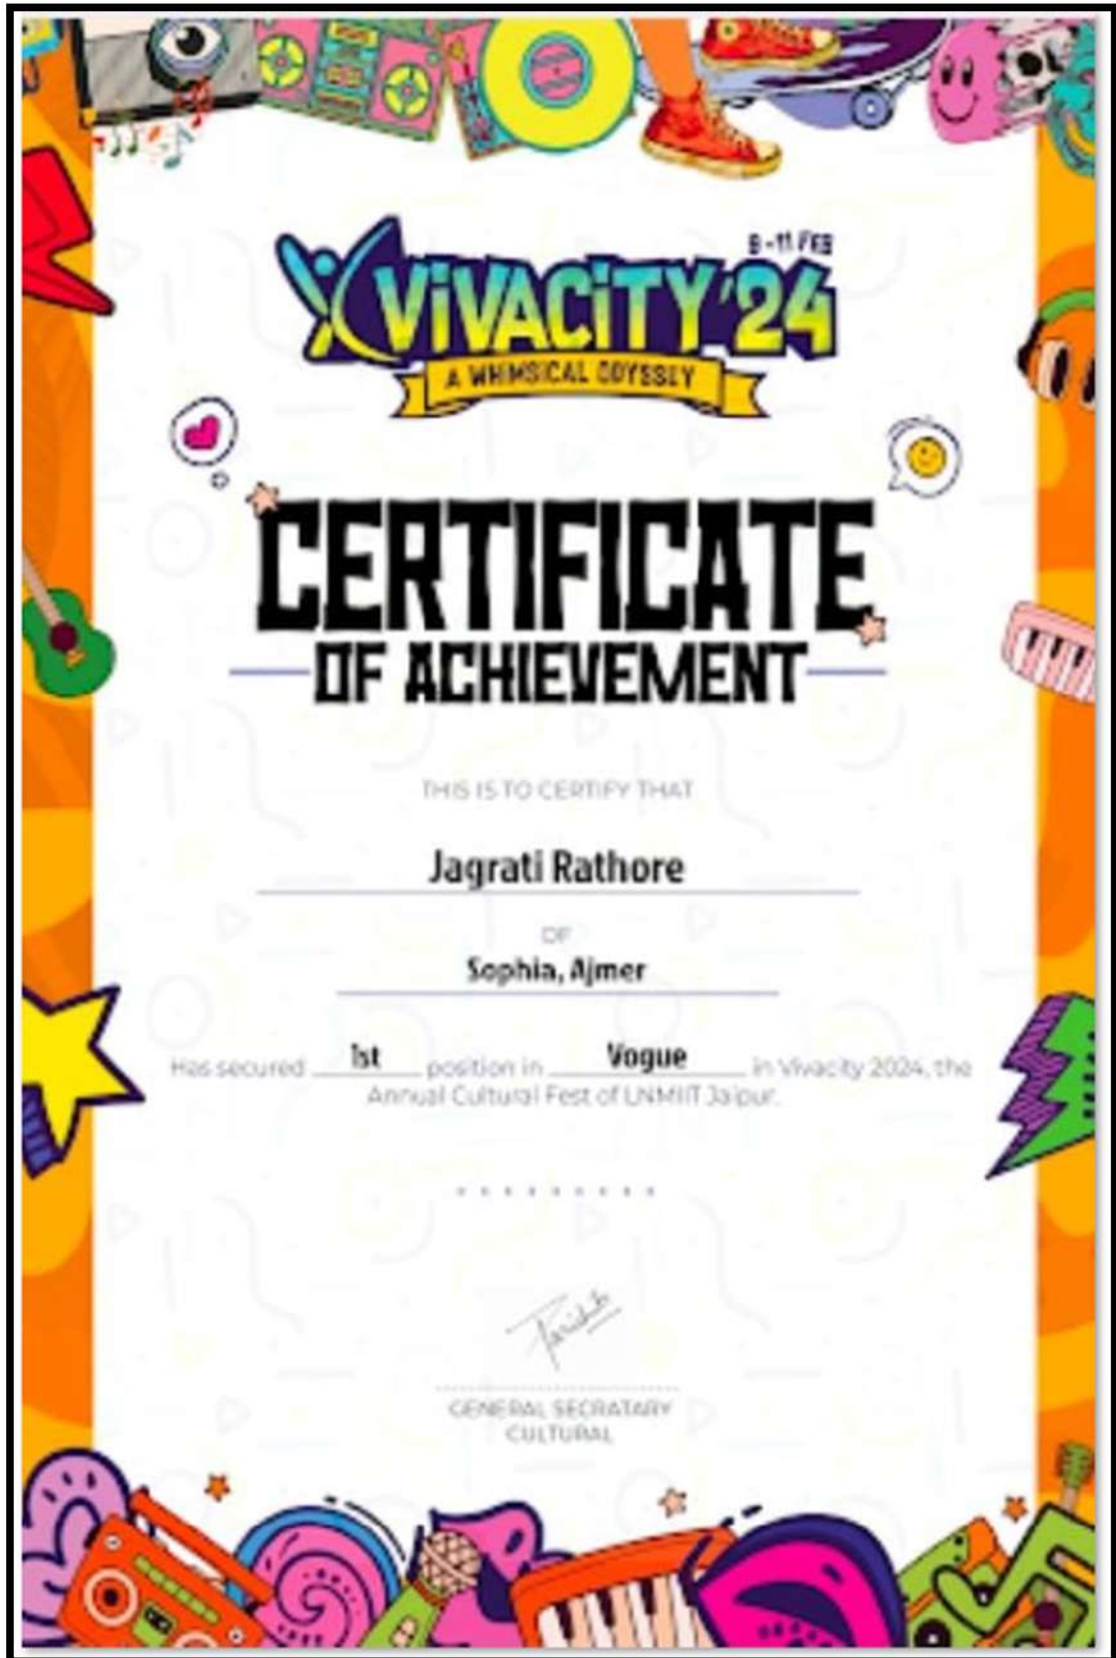 9-11 FEB
ViVACiTY '24
A WHIMSICAL ODYSSEY
CERTIFICATE
OF ACHIEVEMENT
THIS IS TO CERTIFY THAT
Jagrati Rathore
OF
Sophia, Ajmer
Has secured 1st position in Vogue in Vivacity 2024, the
Annual Cultural Fest of LNMIIT Jaipur.
GENERAL SECRATARY
CULTURAL